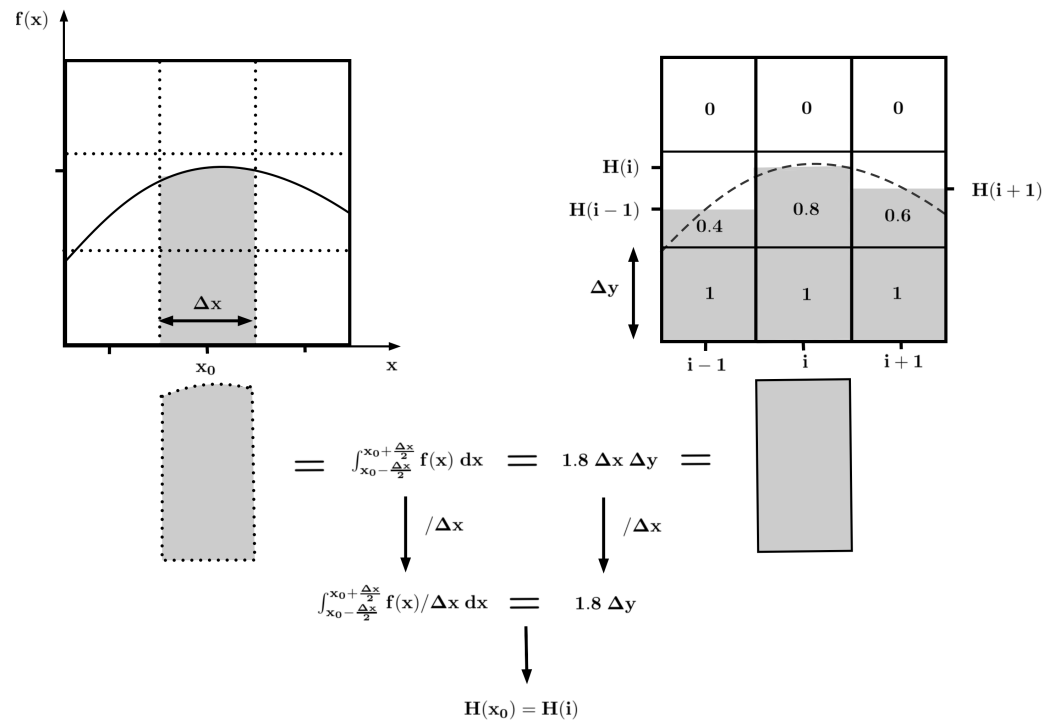 f(x)
Δx
x₀
x
0 0 0
H(i)
H(i − 1)
H(i + 1)
0.4 0.8 0.6
Δy
1 1 1
i − 1 i i + 1
= ∫_{x₀−Δx/2}^{x₀+Δx/2} f(x) dx = 1.8 Δx Δy =
/Δx /Δx
∫_{x₀−Δx/2}^{x₀+Δx/2} f(x)/Δx dx = 1.8 Δy
H(x₀) = H(i)